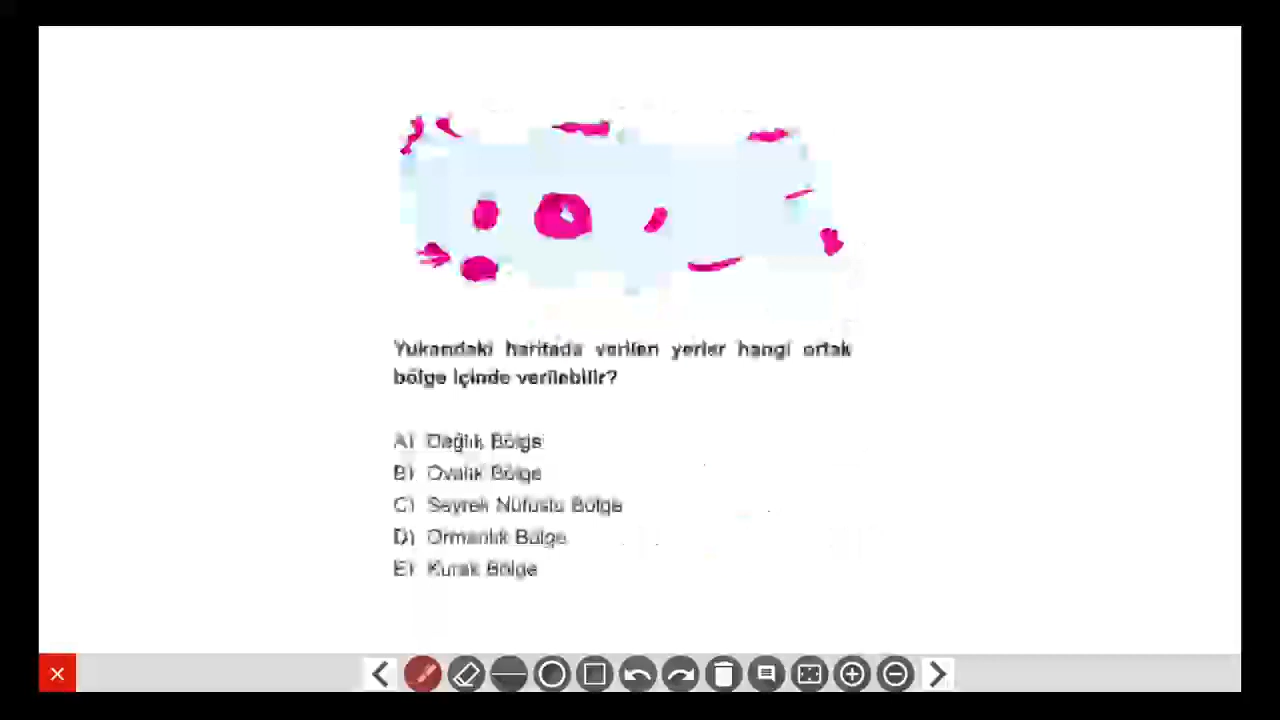 Yukarıdaki haritada verilen yerler hangi ortak
bölge içinde verilebilir?
A) Dağlık Bölge
B) Ovalık Bölge
C) Seyrek Nüfuslu Bölge
D) Ormanlık Bölge
E) Kurak Bölge